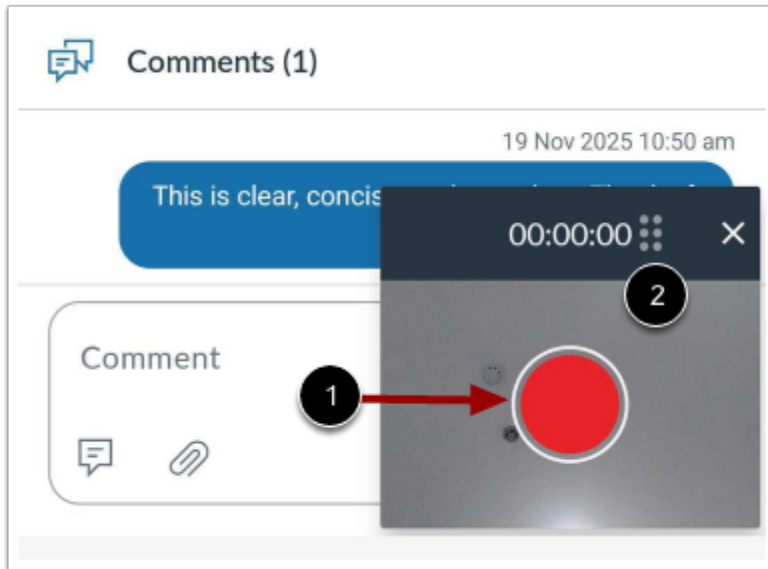 Comments (1)
19 Nov 2025 10:50 am
This is clear, concis
00:00:00
2
Comment
1